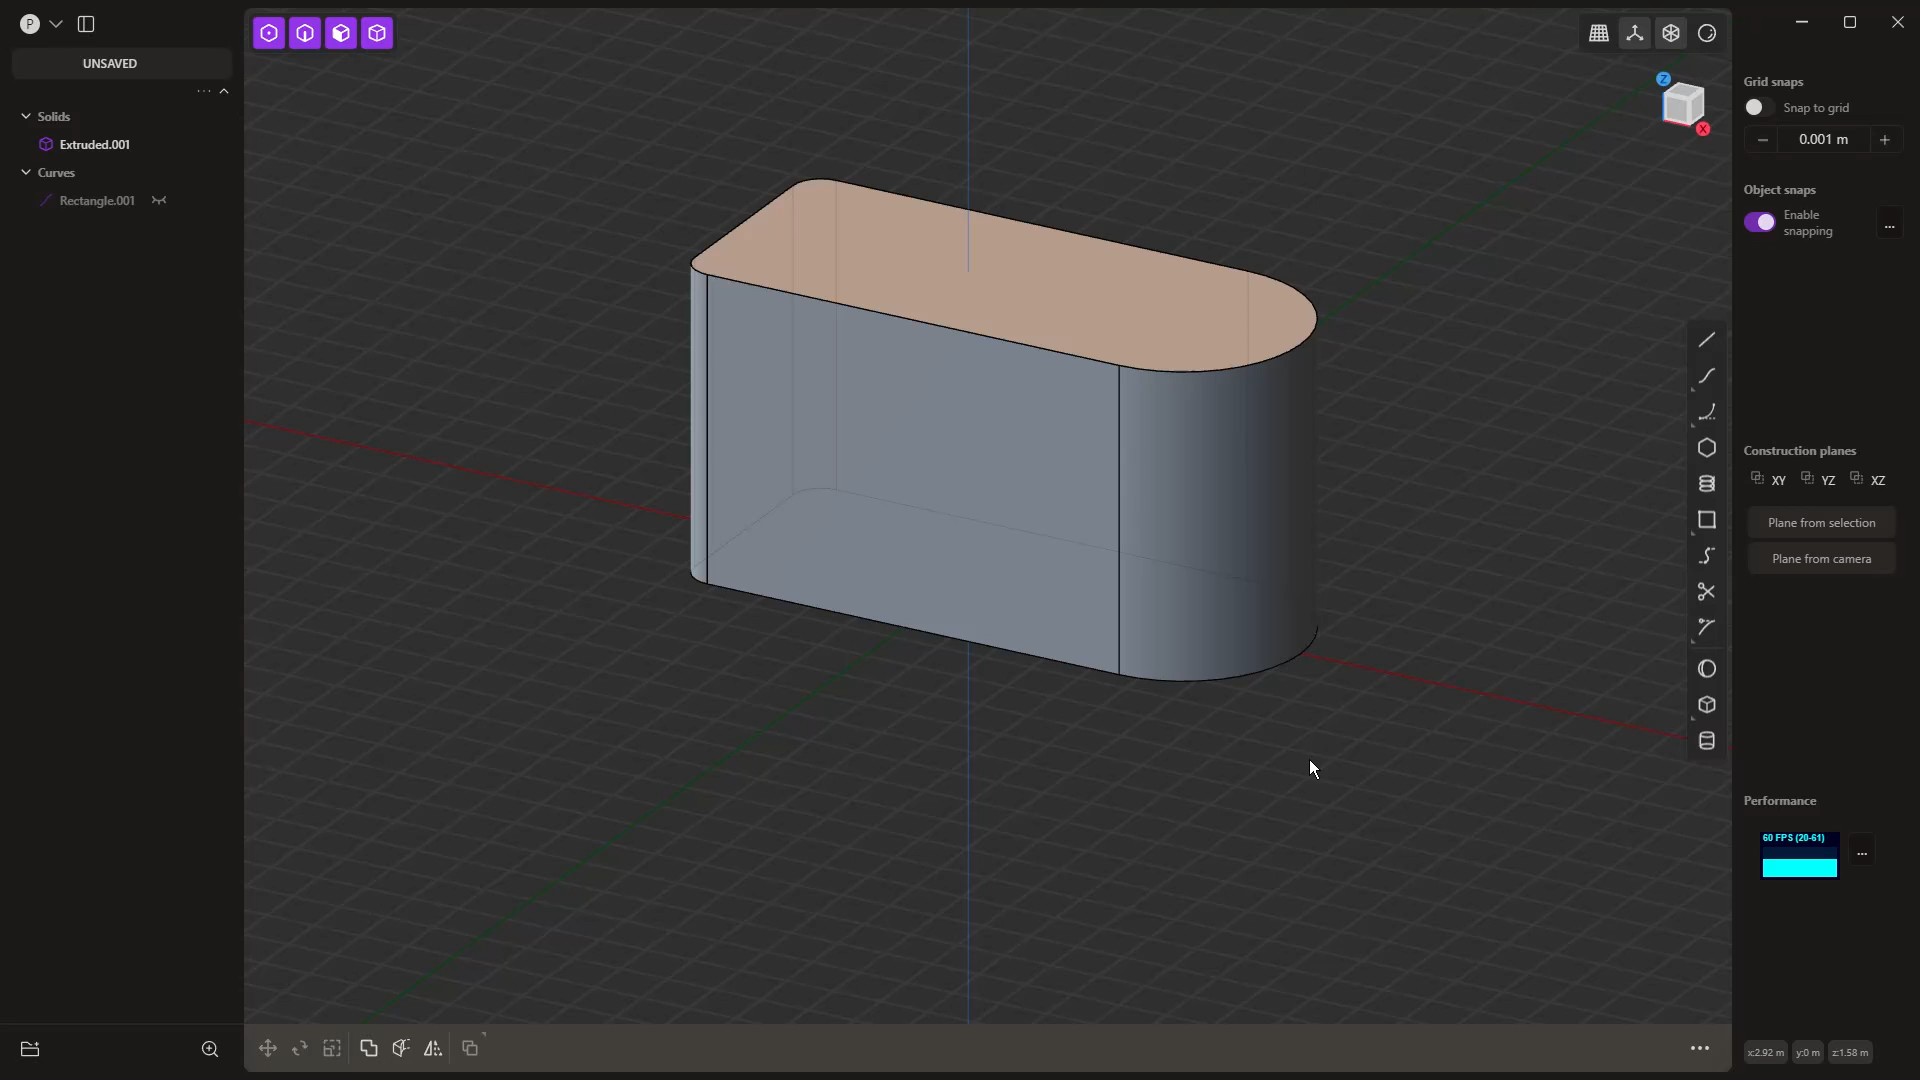 P
UNSAVED
...
Solids
Extruded.001
Curves
Rectangle.001
Z
X
Grid snaps
Snap to grid
− 0.001 m +
Object snaps
Enable
snapping
...
Construction planes
XY YZ XZ
Plane from selection
Plane from camera
Performance
60 FPS (20-61)
...
x:2.92 m y:0 m z:1.58 m